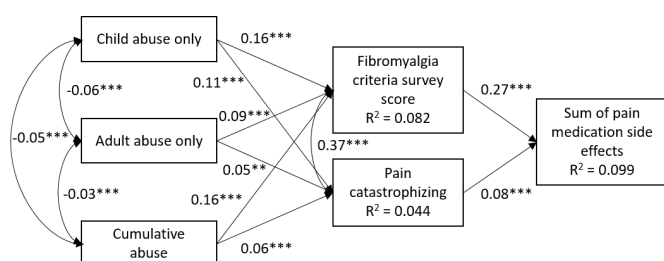 Child abuse only
0.16***
Fibromyalgia
criteria survey
score
R² = 0.082
0.11***
0.27***
-0.06***
0.09***
Sum of pain
medication side
effects
R² = 0.099
-0.05***
Adult abuse only
0.37***
0.05**
Pain
catastrophizing
R² = 0.044
-0.03***
0.16***
0.08***
Cumulative
abuse
0.06***